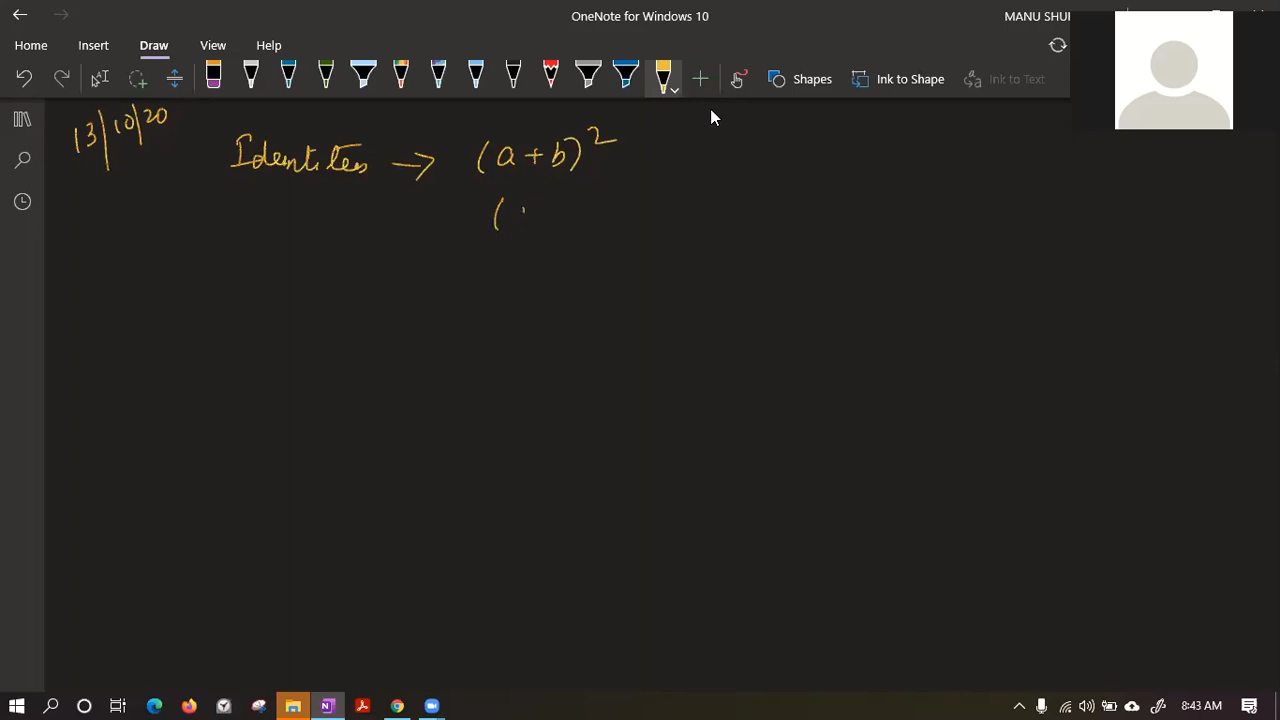 OneNote for Windows 10
MANU SHU
Home Insert Draw View Help
Shapes Ink to Shape Ink to Text
13/10/20
Identites → (a+b)²
(
8:43 AM